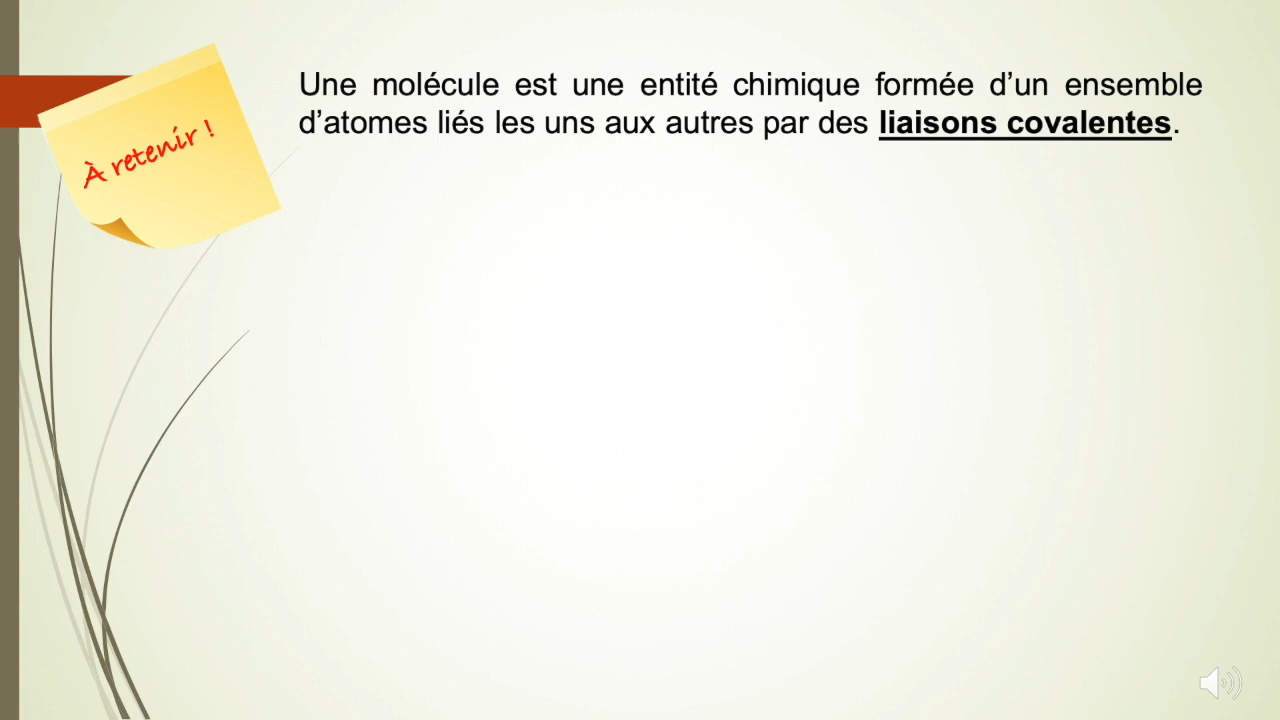 À retenir !
Une molécule est une entité chimique formée d’un ensemble
d’atomes liés les uns aux autres par des liaisons covalentes.